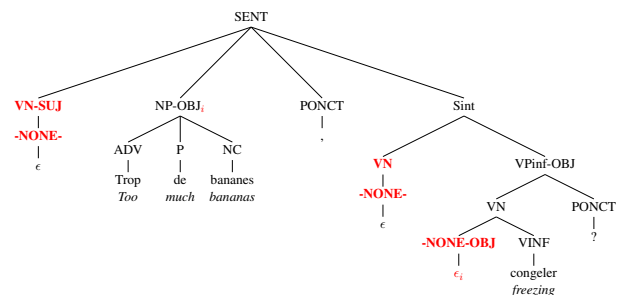 SENT
VN-SUJ NP-OBJi PONCT Sint
-NONE- ,
ADV P NC VN VPinf-OBJ
ϵ
Trop de bananes -NONE-
Too much bananas
VN PONCT
ϵ
-NONE-OBJ VINF ?
ϵi congeler
freezing